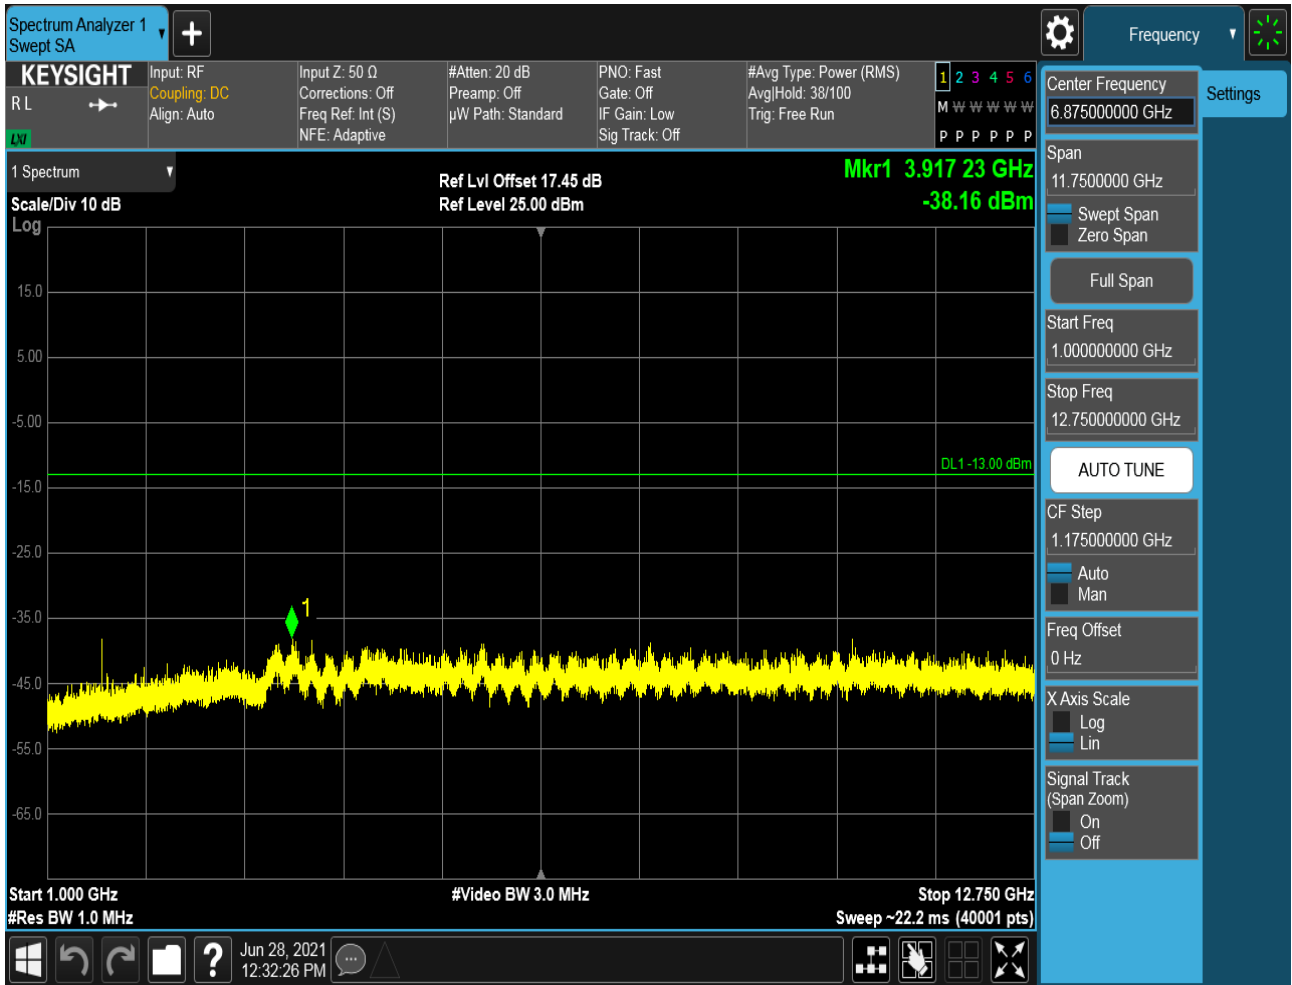 Spectrum Analyzer 1
Swept SA
Frequency
KEYSIGHT
R L
LXI
Input: RF
Coupling: DC
Align: Auto
Input Z: 50 Ω
Corrections: Off
Freq Ref: Int (S)
NFE: Adaptive
#Atten: 20 dB
Preamp: Off
µW Path: Standard
PNO: Fast
Gate: Off
IF Gain: Low
Sig Track: Off
#Avg Type: Power (RMS)
Avg|Hold: 38/100
Trig: Free Run
1 2 3 4 5 6
M W W W W W
P P P P P P
1 Spectrum
Scale/Div 10 dB
Log
Ref Lvl Offset 17.45 dB
Ref Level 25.00 dBm
Mkr1 3.917 23 GHz
-38.16 dBm
15.0
5.00
-5.00
DL1 -13.00 dBm
-15.0
-25.0
-35.0
1
-45.0
-55.0
-65.0
Start 1.000 GHz
#Res BW 1.0 MHz
#Video BW 3.0 MHz
Stop 12.750 GHz
Sweep ~22.2 ms (40001 pts)
Jun 28, 2021
12:32:26 PM
Center Frequency
6.875000000 GHz
Settings
Span
11.7500000 GHz
Swept Span
Zero Span
Full Span
Start Freq
1.000000000 GHz
Stop Freq
12.750000000 GHz
AUTO TUNE
CF Step
1.175000000 GHz
Auto
Man
Freq Offset
0 Hz
X Axis Scale
Log
Lin
Signal Track
(Span Zoom)
On
Off